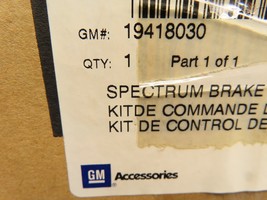 GM#: 19418030
QTY: 1 Part 1 of 1
SPECTRUM BRAKE
KITDE COMMANDE
KIT DE CONTROL DE
GM Accessories